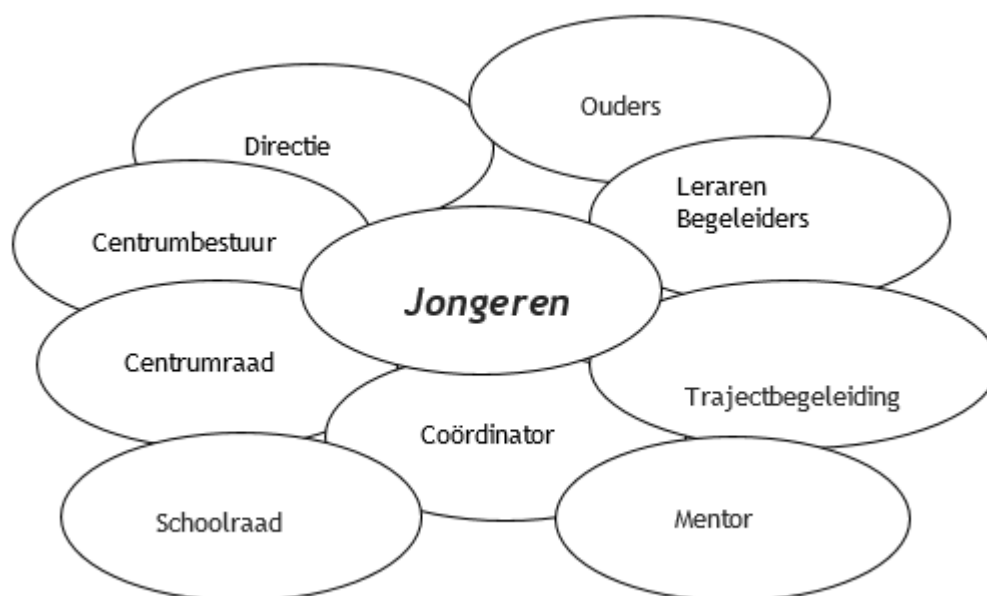 Ouders
Directie
Leraren
Begeleiders
Centrumbestuur
Jongeren
Centrumraad
Trajectbegeleiding
Coördinator
Schoolraad
Mentor